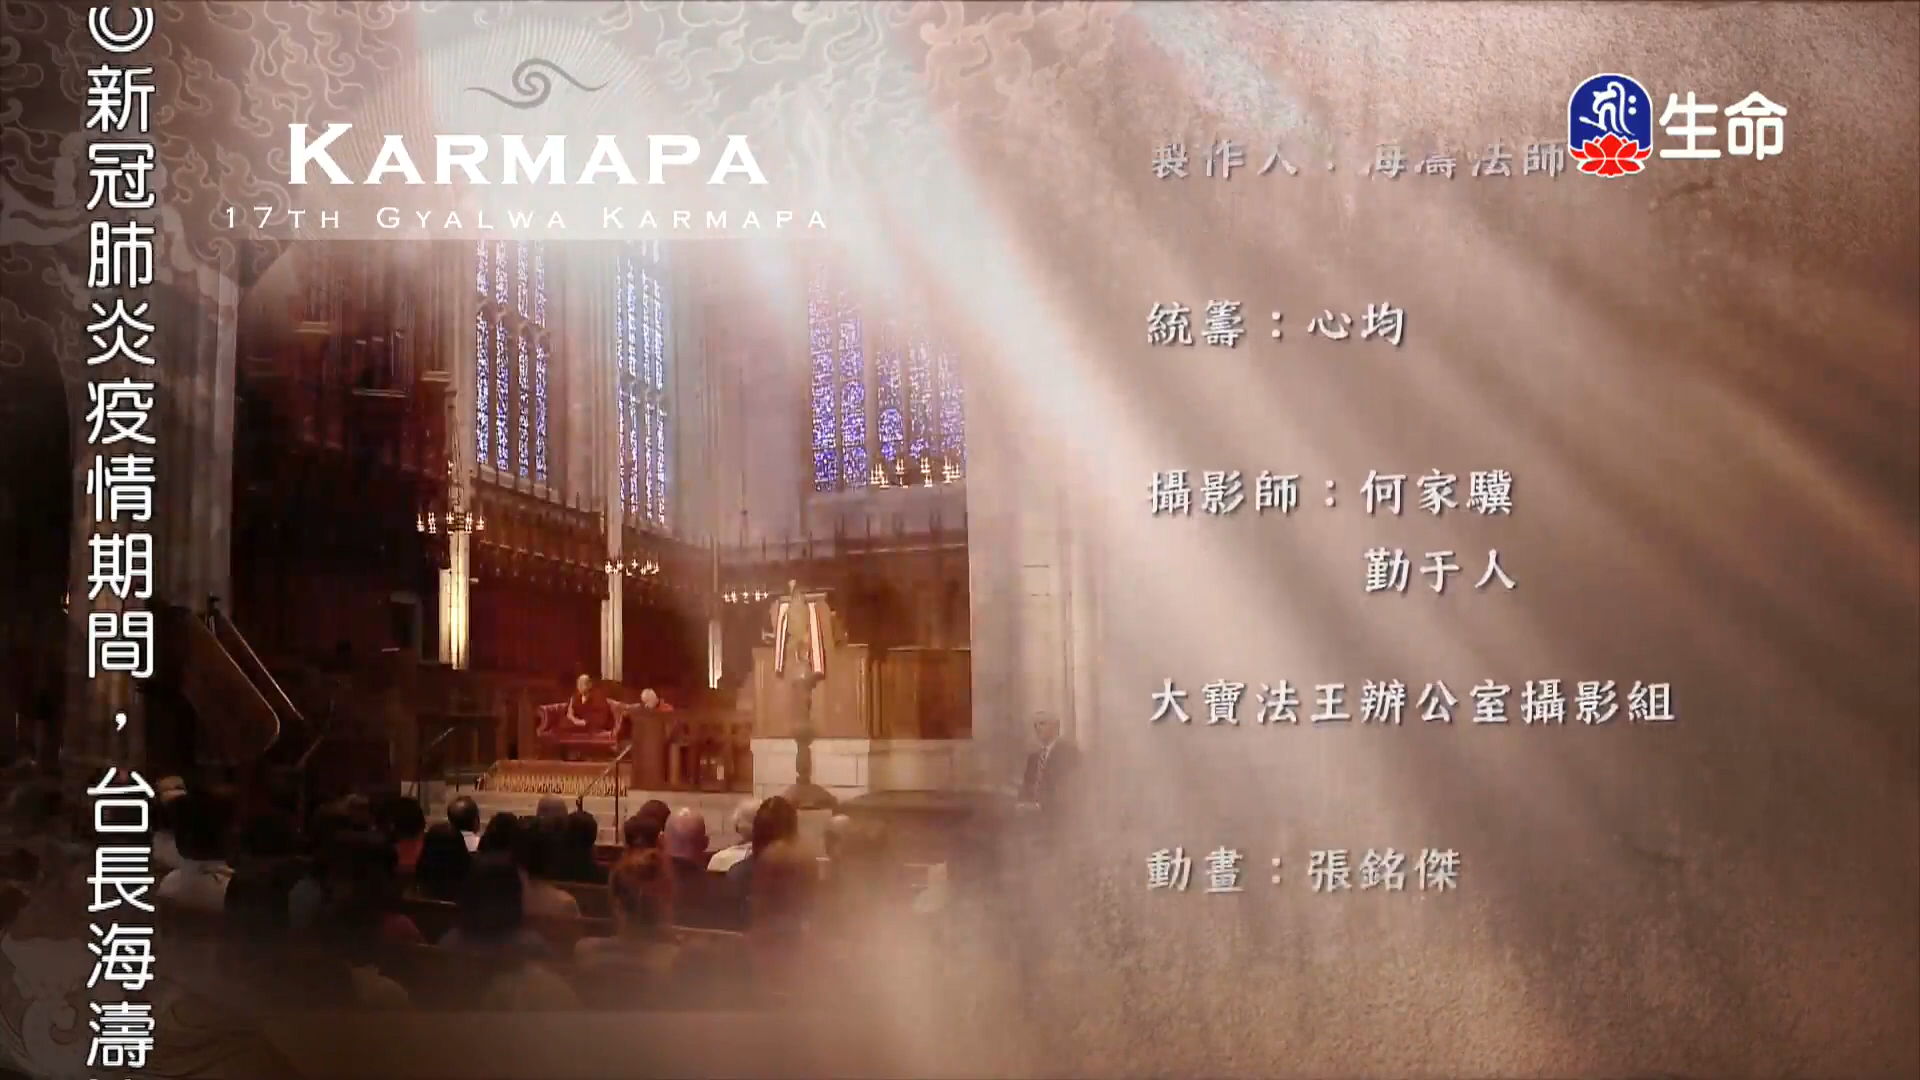 ◎新冠肺炎疫情期間，台長海濤
KARMAPA
17TH GYALWA KARMAPA
生命
製作人：海濤法師
統籌：心均
攝影師：何家驥
勤于人
大寶法王辦公室攝影組
動畫：張銘傑